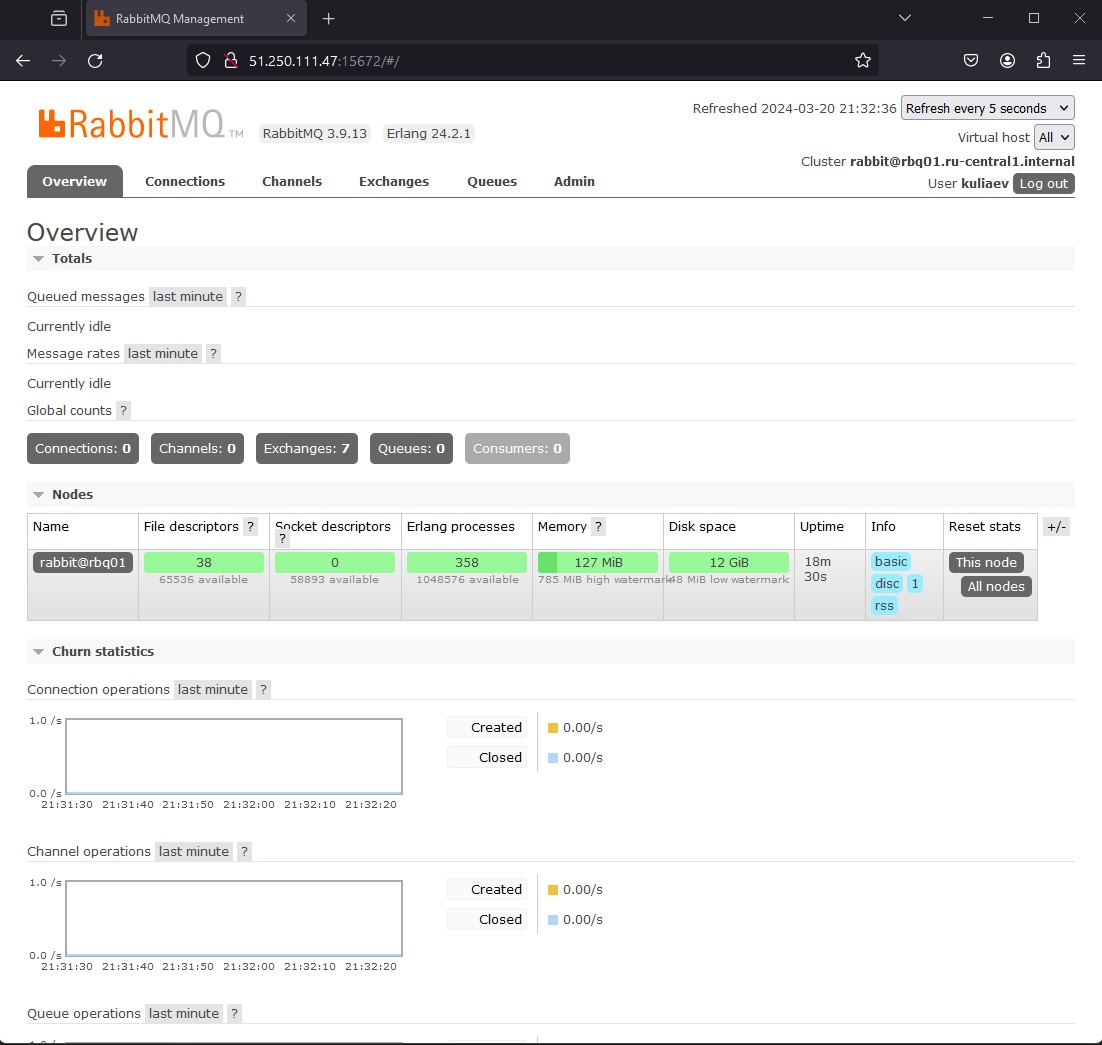 RabbitMQ Management
51.250.111.47:15672/#/
Refreshed 2024-03-20 21:32:36 Refresh every 5 seconds
RabbitMQ TM RabbitMQ 3.9.13 Erlang 24.2.1
Virtual host All
Cluster rabbit@rbq01.ru-central1.internal
User kuliaev Log out
Overview Connections Channels Exchanges Queues Admin
Overview
Totals
Queued messages last minute ?
Currently idle
Message rates last minute ?
Currently idle
Global counts ?
Connections: 0 Channels: 0 Exchanges: 7 Queues: 0 Consumers: 0
Nodes
Name File descriptors ? Socket descriptors ? Erlang processes Memory ? Disk space Uptime Info Reset stats +/-
rabbit@rbq01 38 0 358 127 MiB 12 GiB 18m 30s basic This node
65536 available 58893 available 1048576 available 785 MiB high watermark 48 MiB low watermark disc 1 All nodes
rss
Churn statistics
Connection operations last minute ?
1.0 /s
Created 0.00/s
Closed 0.00/s
0.0 /s
21:31:30 21:31:40 21:31:50 21:32:00 21:32:10 21:32:20
Channel operations last minute ?
1.0 /s
Created 0.00/s
Closed 0.00/s
0.0 /s
21:31:30 21:31:40 21:31:50 21:32:00 21:32:10 21:32:20
Queue operations last minute ?